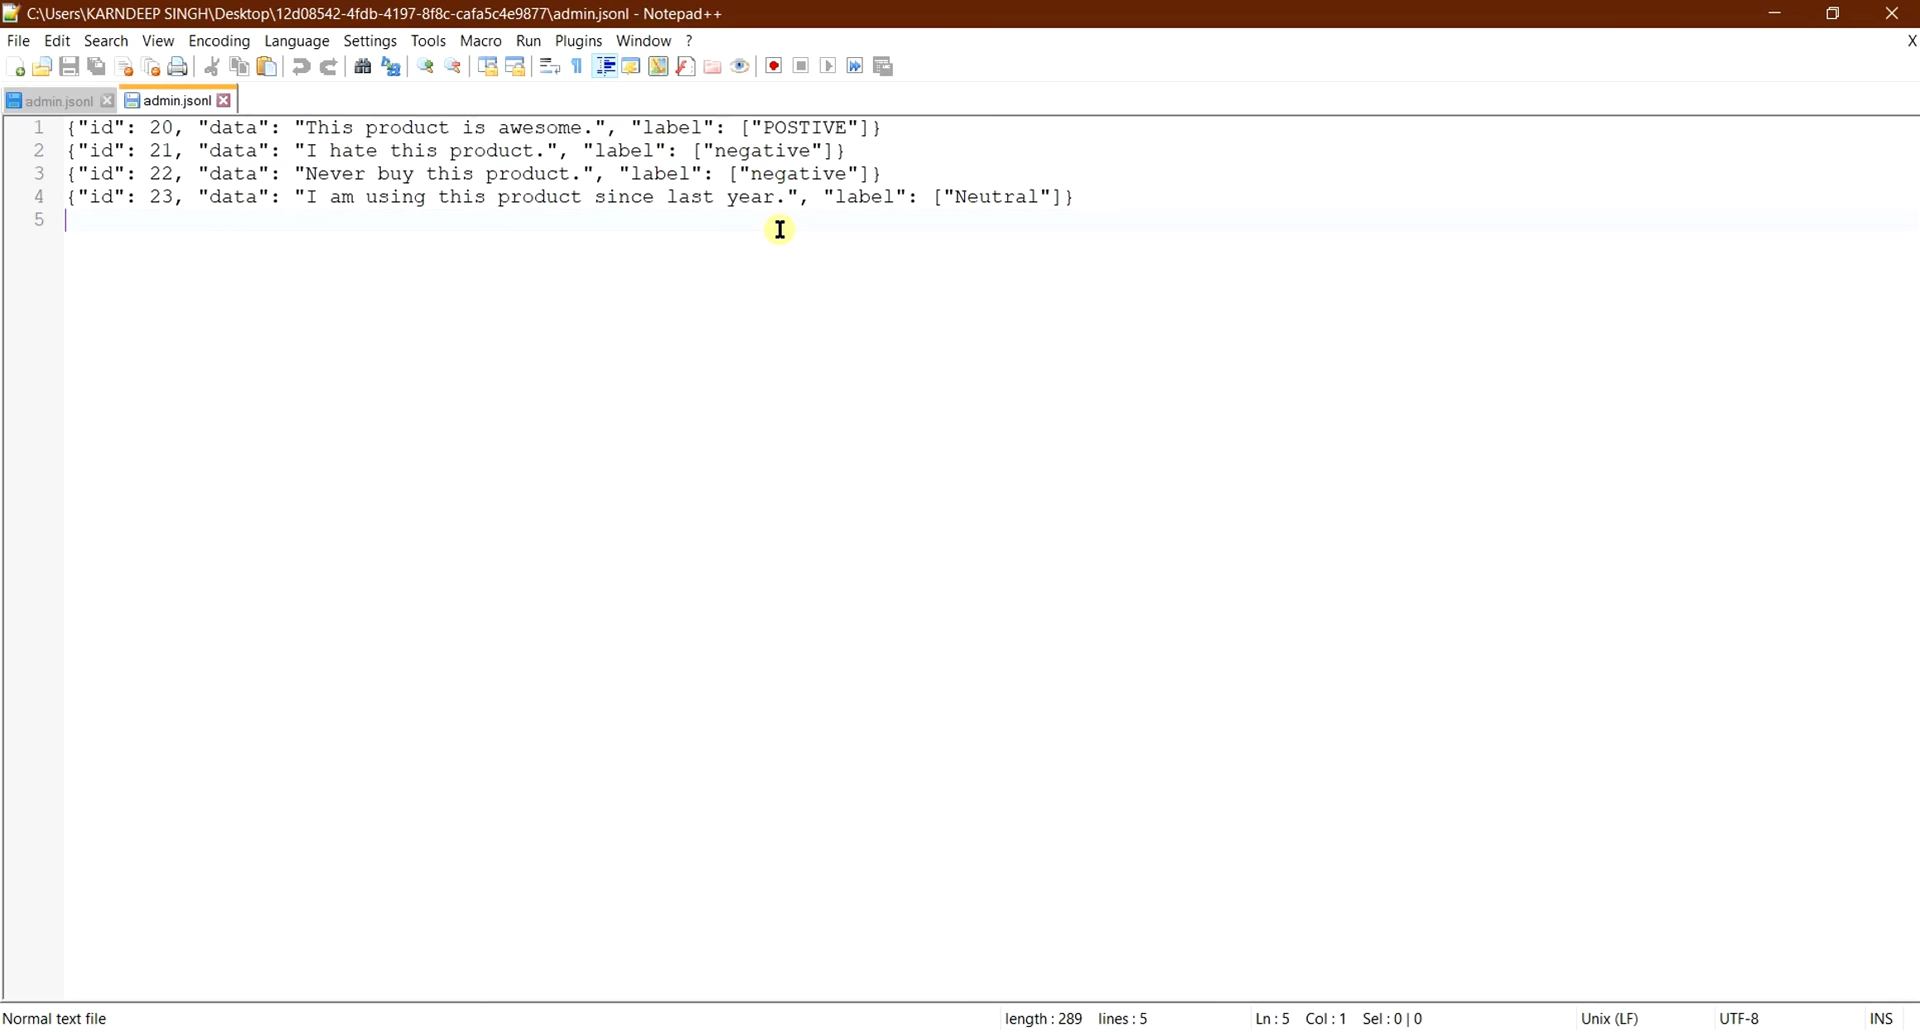 C:\Users\KARNDEEP SINGH\Desktop\12d08542-4fdb-4197-8f8c-cafa5c4e9877\admin.jsonl - Notepad++
File Edit Search View Encoding Language Settings Tools Macro Run Plugins Window ? X
admin.jsonl admin.jsonl
1 {"id": 20, "data": "This product is awesome.", "label": ["POSTIVE"]}
2 {"id": 21, "data": "I hate this product.", "label": ["negative"]}
3 {"id": 22, "data": "Never buy this product.", "label": ["negative"]}
4 {"id": 23, "data": "I am using this product since last year.", "label": ["Neutral"]}
5
Normal text file length : 289 lines : 5 Ln : 5 Col : 1 Sel : 0 | 0 Unix (LF) UTF-8 INS